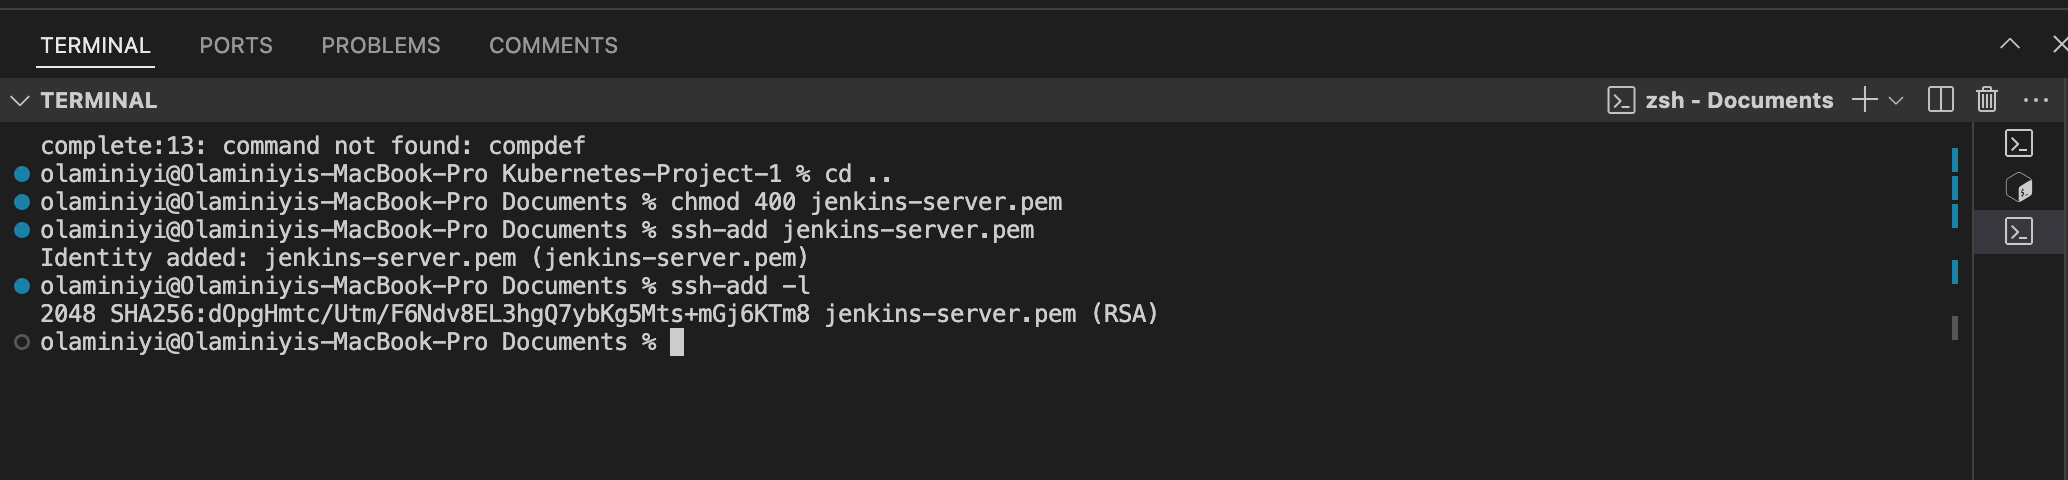 TERMINAL PORTS PROBLEMS COMMENTS
TERMINAL zsh - Documents
complete:13: command not found: compdef
olaminiyi@Olaminiyis-MacBook-Pro Kubernetes-Project-1 % cd ..
olaminiyi@Olaminiyis-MacBook-Pro Documents % chmod 400 jenkins-server.pem
olaminiyi@Olaminiyis-MacBook-Pro Documents % ssh-add jenkins-server.pem
Identity added: jenkins-server.pem (jenkins-server.pem)
olaminiyi@Olaminiyis-MacBook-Pro Documents % ssh-add -l
2048 SHA256:dOpgHmtc/Utm/F6Ndv8EL3hgQ7ybKg5Mts+mGj6KTm8 jenkins-server.pem (RSA)
olaminiyi@Olaminiyis-MacBook-Pro Documents %